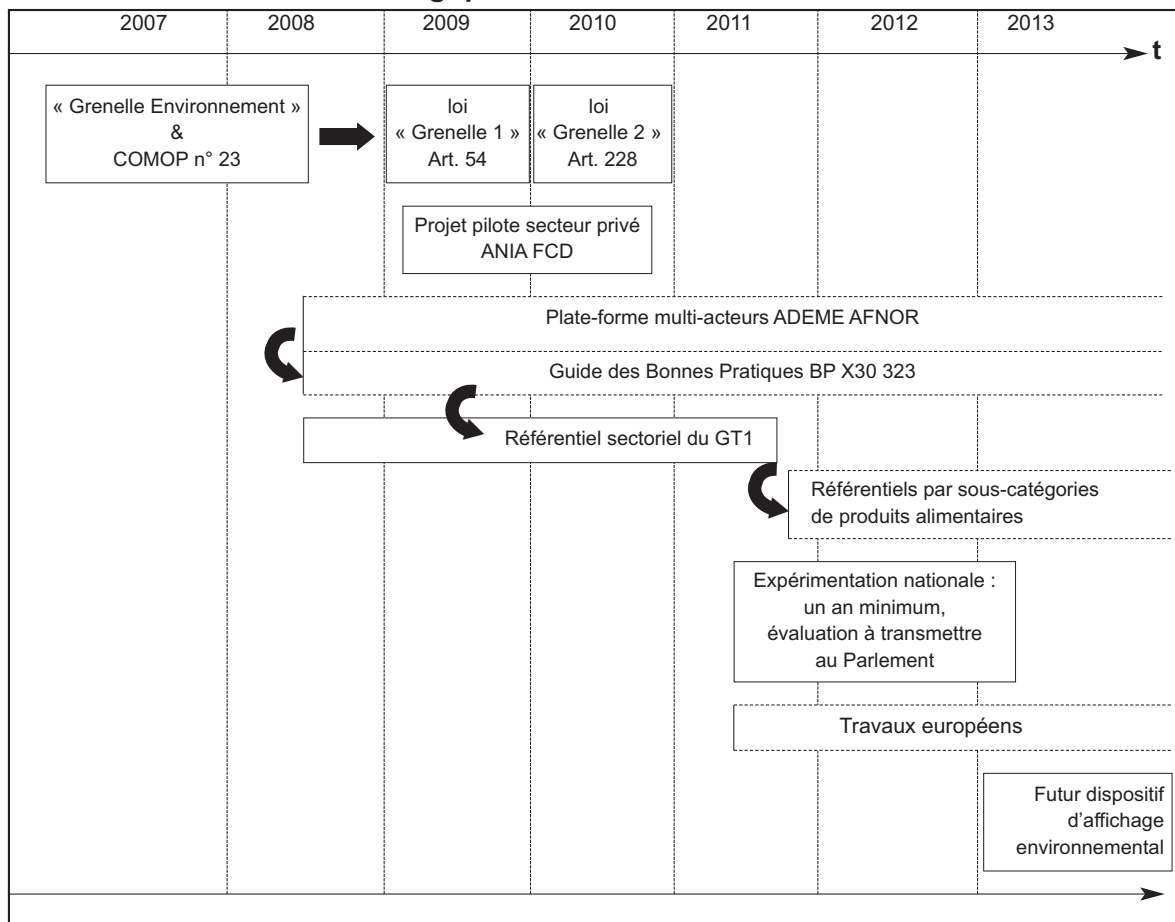 2007 2008 2009 2010 2011 2012 2013
t
« Grenelle Environnement »
&
COMOP n° 23
loi
« Grenelle 1 »
Art. 54
loi
« Grenelle 2 »
Art. 228
Projet pilote secteur privé
ANIA FCD
Plate-forme multi-acteurs ADEME AFNOR
Guide des Bonnes Pratiques BP X30 323
Référentiel sectoriel du GT1
Référentiels par sous-catégories
de produits alimentaires
Expérimentation nationale :
un an minimum,
évaluation à transmettre
au Parlement
Travaux européens
Futur dispositif
d'affichage
environnemental